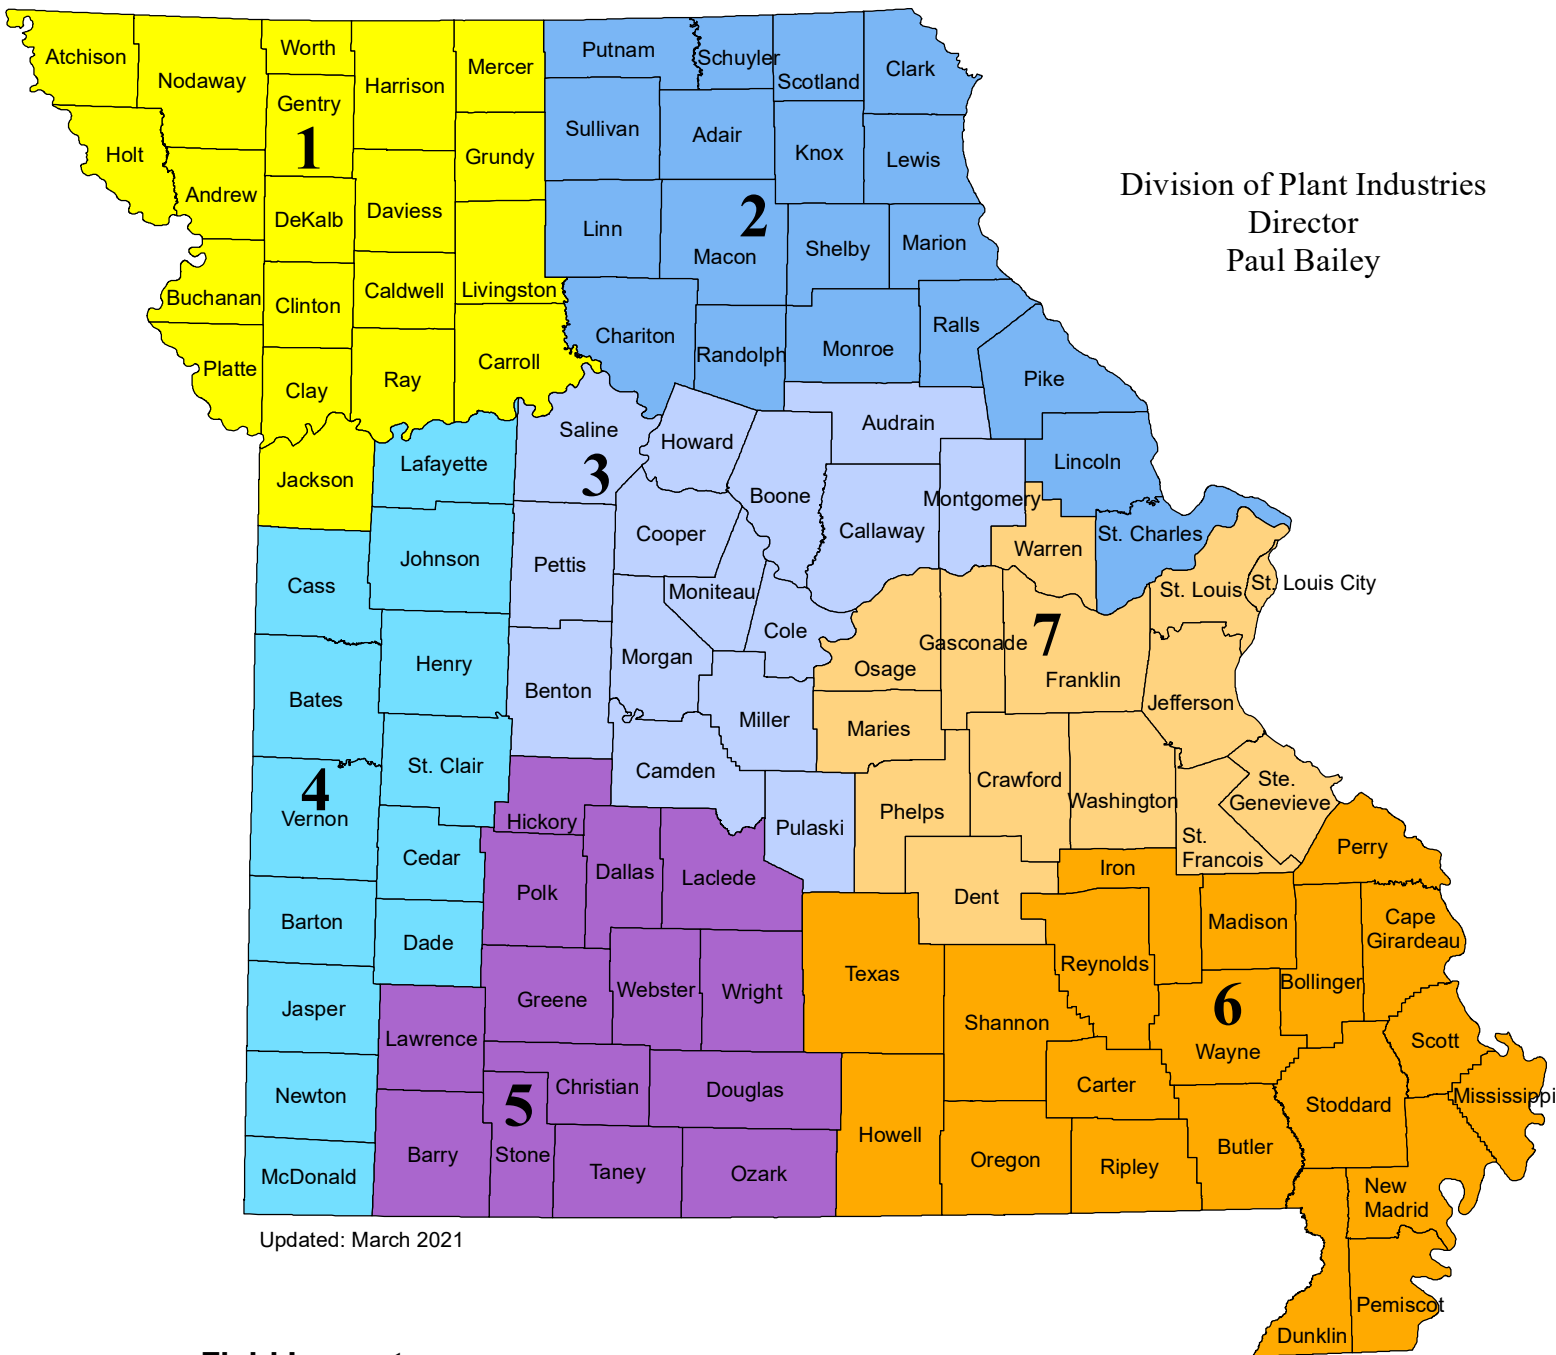 Atchison
Nodaway
Worth
Harrison
Mercer
Putnam
Schuyler
Scotland
Clark
Gentry
1
Holt
Andrew
DeKalb
Daviess
Grundy
Sullivan
Adair
Knox
Lewis
Division of Plant Industries
Director
Paul Bailey
Linn
2
Macon
Shelby
Marion
Buchanan
Clinton
Caldwell
Livingston
Chariton
Randolph
Monroe
Ralls
Platte
Clay
Ray
Carroll
Pike
Saline
Howard
Audrain
Jackson
Lafayette
3
Boone
Montgomery
Lincoln
Cooper
Callaway
Warren
St. Charles
Cass
Johnson
Pettis
Moniteau
St. Louis
St. Louis City
Cole
Gasconade
7
Henry
Morgan
Osage
Franklin
Bates
Benton
Miller
Maries
Jefferson
St. Clair
Camden
Crawford
Washington
Ste.
Genevieve
4
Vernon
Hickory
Pulaski
Phelps
St.
Francois
Perry
Cedar
Polk
Dallas
Laclede
Dent
Iron
Barton
Dade
Madison
Cape
Girardeau
Texas
Reynolds
Bollinger
Jasper
Lawrence
Greene
Webster
Wright
Shannon
6
Wayne
Scott
Newton
5
Christian
Douglas
Carter
Stoddard
Mississippi
Barry
Stone
Howell
Butler
McDonald
Taney
Ozark
Oregon
Ripley
New
Madrid
Updated: March 2021
Pemiscot
Dunklin